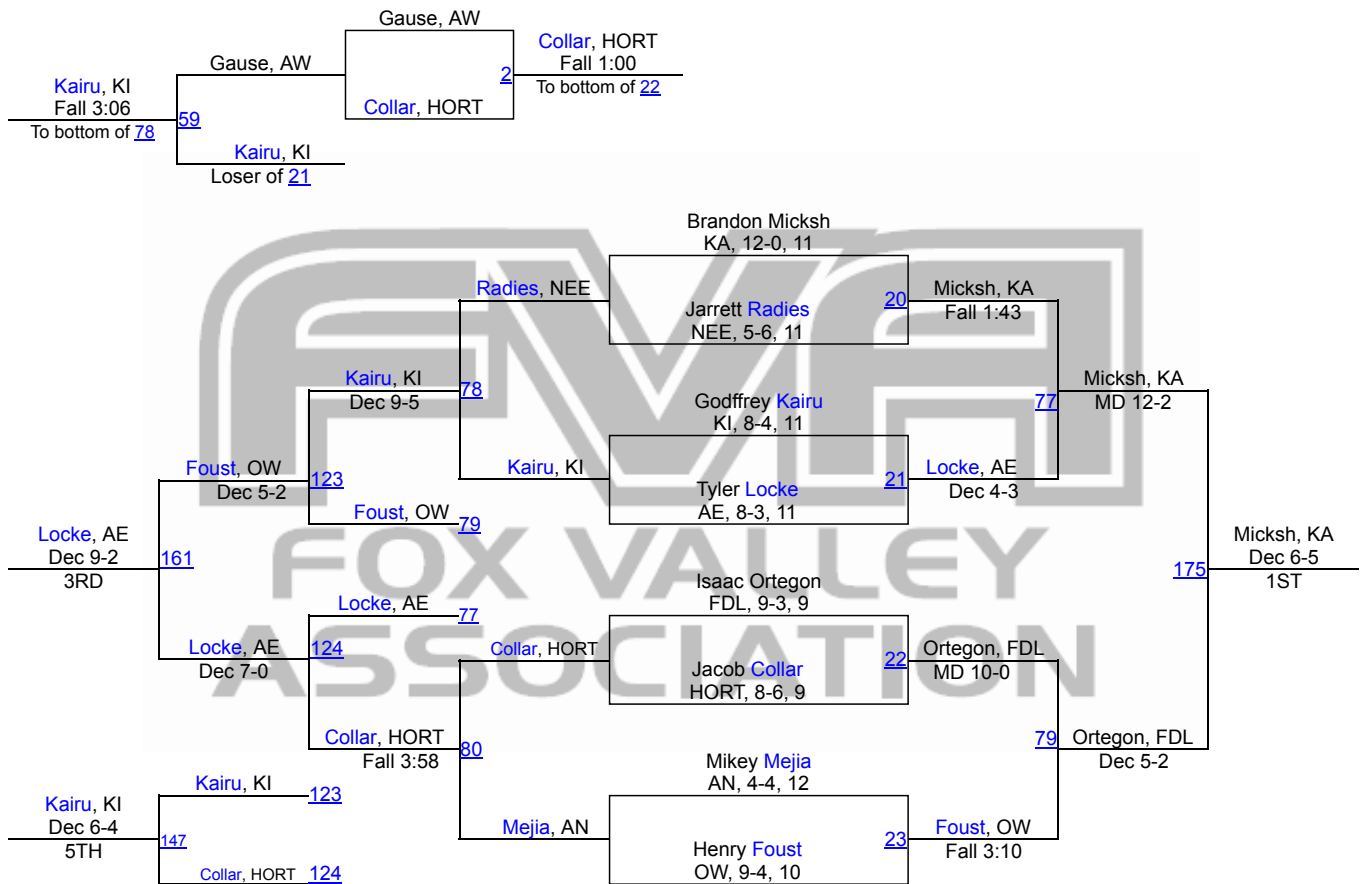 Gause, AW
Collar, HORT
2
Collar, HORT
Fall 1:00
To bottom of 22
Gause, AW
Kairu, KI
Fall 3:06
To bottom of 78
59
Kairu, KI
Loser of 21
Brandon Micksh
KA, 12-0, 11
Jarrett Radies
NEE, 5-6, 11
20
Micksh, KA
Fall 1:43
Radies, NEE
Kairu, KI
Dec 9-5
78
Godffrey Kairu
KI, 8-4, 11
Tyler Locke
AE, 8-3, 11
21
Locke, AE
Dec 4-3
Kairu, KI
77
Micksh, KA
MD 12-2
Foust, OW
Dec 5-2
123
Foust, OW
79
Locke, AE
Dec 9-2
3RD
161
FVA
FOX VALLEY
ASSOCIATION
175
Micksh, KA
Dec 6-5
1ST
Isaac Ortegon
FDL, 9-3, 9
Jacob Collar
HORT, 8-6, 9
22
Ortegon, FDL
MD 10-0
Locke, AE
77
Locke, AE
Dec 7-0
124
Collar, HORT
Collar, HORT
Fall 3:58
80
79
Ortegon, FDL
Dec 5-2
Mikey Mejia
AN, 4-4, 12
Henry Foust
OW, 9-4, 10
23
Foust, OW
Fall 3:10
Mejia, AN
Kairu, KI
123
Kairu, KI
Dec 6-4
5TH
147
Collar, HORT
124